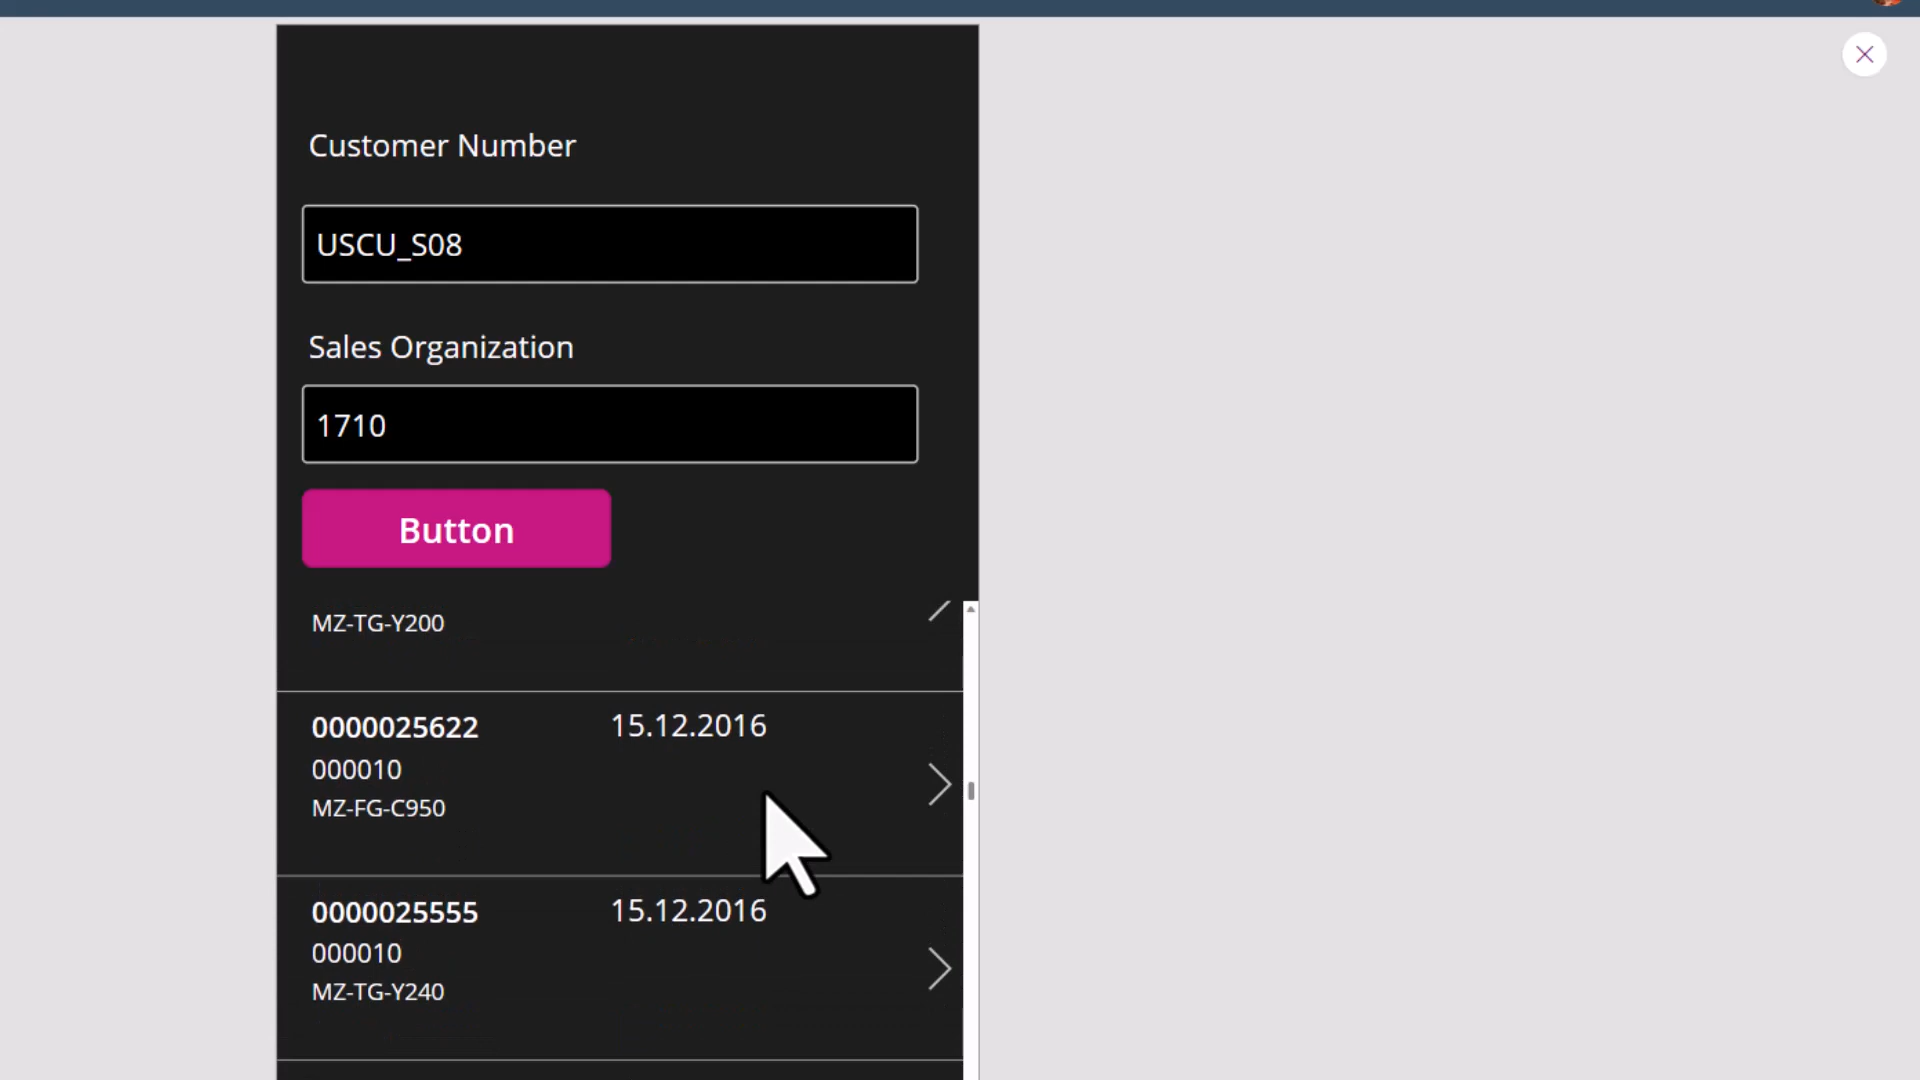 Customer Number
USCU_S08
Sales Organization
1710
Button
MZ-TG-Y200
0000025622 15.12.2016
000010
MZ-FG-C950
0000025555 15.12.2016
000010
MZ-TG-Y240